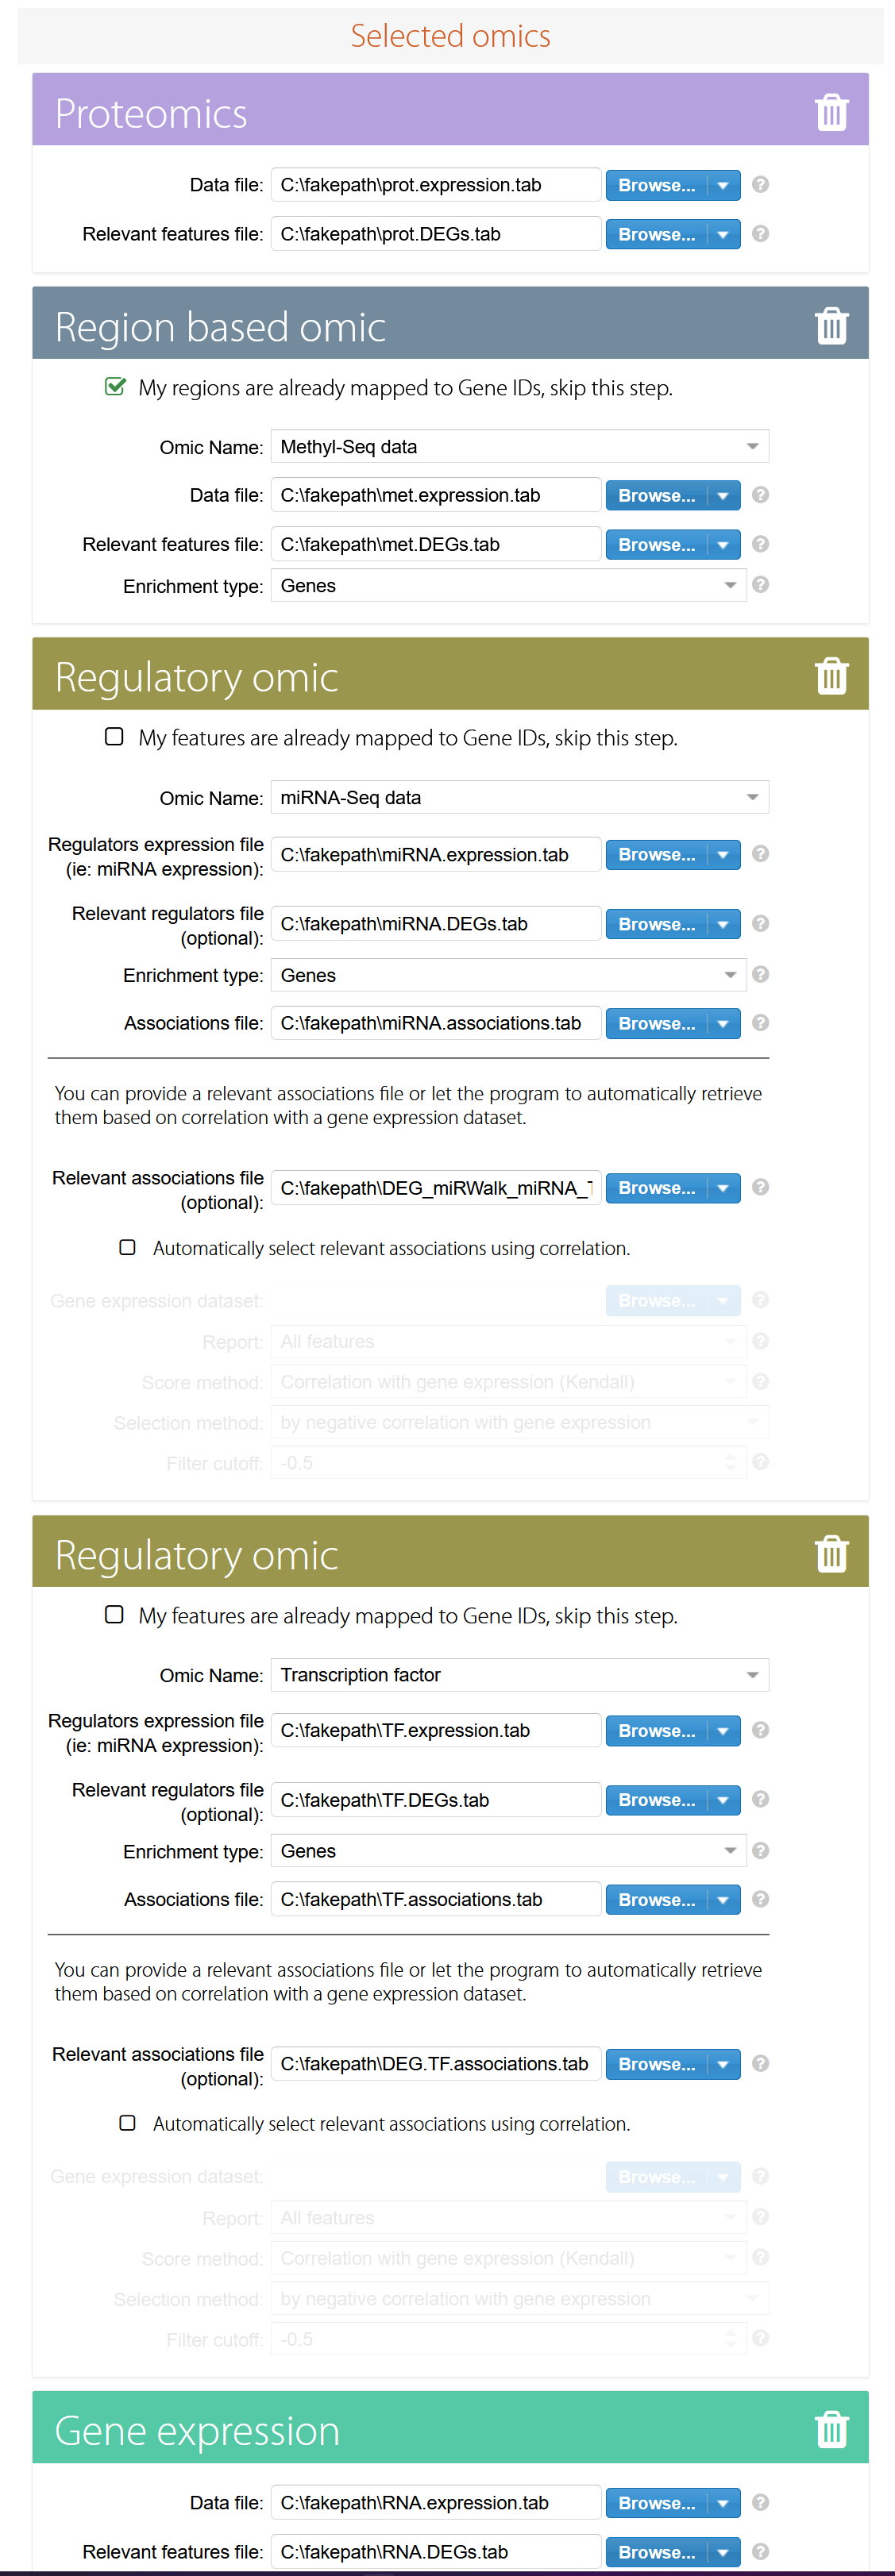 Selected omics
Proteomics
Data file: C:\fakepath\prot.expression.tab Browse...
Relevant features file: C:\fakepath\prot.DEGs.tab Browse...
Region based omic
My regions are already mapped to Gene IDs, skip this step.
Omic Name: Methyl-Seq data
Data file: C:\fakepath\met.expression.tab Browse...
Relevant features file: C:\fakepath\met.DEGs.tab Browse...
Enrichment type: Genes
Regulatory omic
My features are already mapped to Gene IDs, skip this step.
Omic Name: miRNA-Seq data
Regulators expression file
(ie: miRNA expression): C:\fakepath\miRNA.expression.tab Browse...
Relevant regulators file
(optional): C:\fakepath\miRNA.DEGs.tab Browse...
Enrichment type: Genes
Associations file: C:\fakepath\miRNA.associations.tab Browse...
You can provide a relevant associations file or let the program to automatically retrieve
them based on correlation with a gene expression dataset.
Relevant associations file
(optional): C:\fakepath\DEG_miRWalk_miRNA_ Browse...
Automatically select relevant associations using correlation.
Gene expression dataset: Browse...
Report: All features
Score method: Correlation with gene expression (Kendall)
Selection method: by negative correlation with gene expression
Filter cutoff: -0.5
Regulatory omic
My features are already mapped to Gene IDs, skip this step.
Omic Name: Transcription factor
Regulators expression file
(ie: miRNA expression): C:\fakepath\TF.expression.tab Browse...
Relevant regulators file
(optional): C:\fakepath\TF.DEGs.tab Browse...
Enrichment type: Genes
Associations file: C:\fakepath\TF.associations.tab Browse...
You can provide a relevant associations file or let the program to automatically retrieve
them based on correlation with a gene expression dataset.
Relevant associations file
(optional): C:\fakepath\DEG.TF.associations.tab Browse...
Automatically select relevant associations using correlation.
Gene expression dataset: Browse...
Report: All features
Score method: Correlation with gene expression (Kendall)
Selection method: by negative correlation with gene expression
Filter cutoff: -0.5
Gene expression
Data file: C:\fakepath\RNA.expression.tab Browse...
Relevant features file: C:\fakepath\RNA.DEGs.tab Browse...